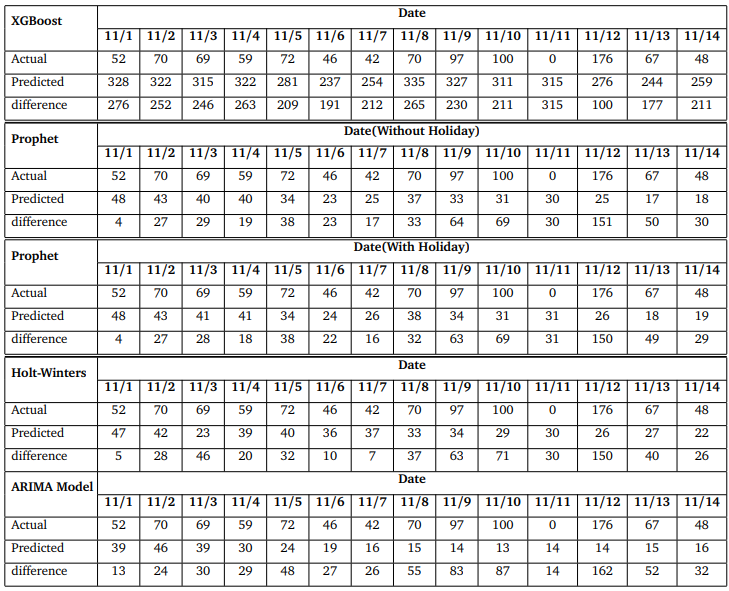 XGBoost Date
11/1 11/2 11/3 11/4 11/5 11/6 11/7 11/8 11/9 11/10 11/11 11/12 11/13 11/14
Actual 52 70 69 59 72 46 42 70 97 100 0 176 67 48
Predicted 328 322 315 322 281 237 254 335 327 311 315 276 244 259
difference 276 252 246 263 209 191 212 265 230 211 315 100 177 211
Prophet Date(Without Holiday)
11/1 11/2 11/3 11/4 11/5 11/6 11/7 11/8 11/9 11/10 11/11 11/12 11/13 11/14
Actual 52 70 69 59 72 46 42 70 97 100 0 176 67 48
Predicted 48 43 40 40 34 23 25 37 33 31 30 25 17 18
difference 4 27 29 19 38 23 17 33 64 69 30 151 50 30
Prophet Date(With Holiday)
11/1 11/2 11/3 11/4 11/5 11/6 11/7 11/8 11/9 11/10 11/11 11/12 11/13 11/14
Actual 52 70 69 59 72 46 42 70 97 100 0 176 67 48
Predicted 48 43 41 41 34 24 26 38 34 31 31 26 18 19
difference 4 27 28 18 38 22 16 32 63 69 31 150 49 29
Holt-Winters Date
11/1 11/2 11/3 11/4 11/5 11/6 11/7 11/8 11/9 11/10 11/11 11/12 11/13 11/14
Actual 52 70 69 59 72 46 42 70 97 100 0 176 67 48
Predicted 47 42 23 39 40 36 37 33 34 29 30 26 27 22
difference 5 28 46 20 32 10 7 37 63 71 30 150 40 26
ARIMA Model Date
11/1 11/2 11/3 11/4 11/5 11/6 11/7 11/8 11/9 11/10 11/11 11/12 11/13 11/14
Actual 52 70 69 59 72 46 42 70 97 100 0 176 67 48
Predicted 39 46 39 30 24 19 16 15 14 13 14 14 15 16
difference 13 24 30 29 48 27 26 55 83 87 14 162 52 32